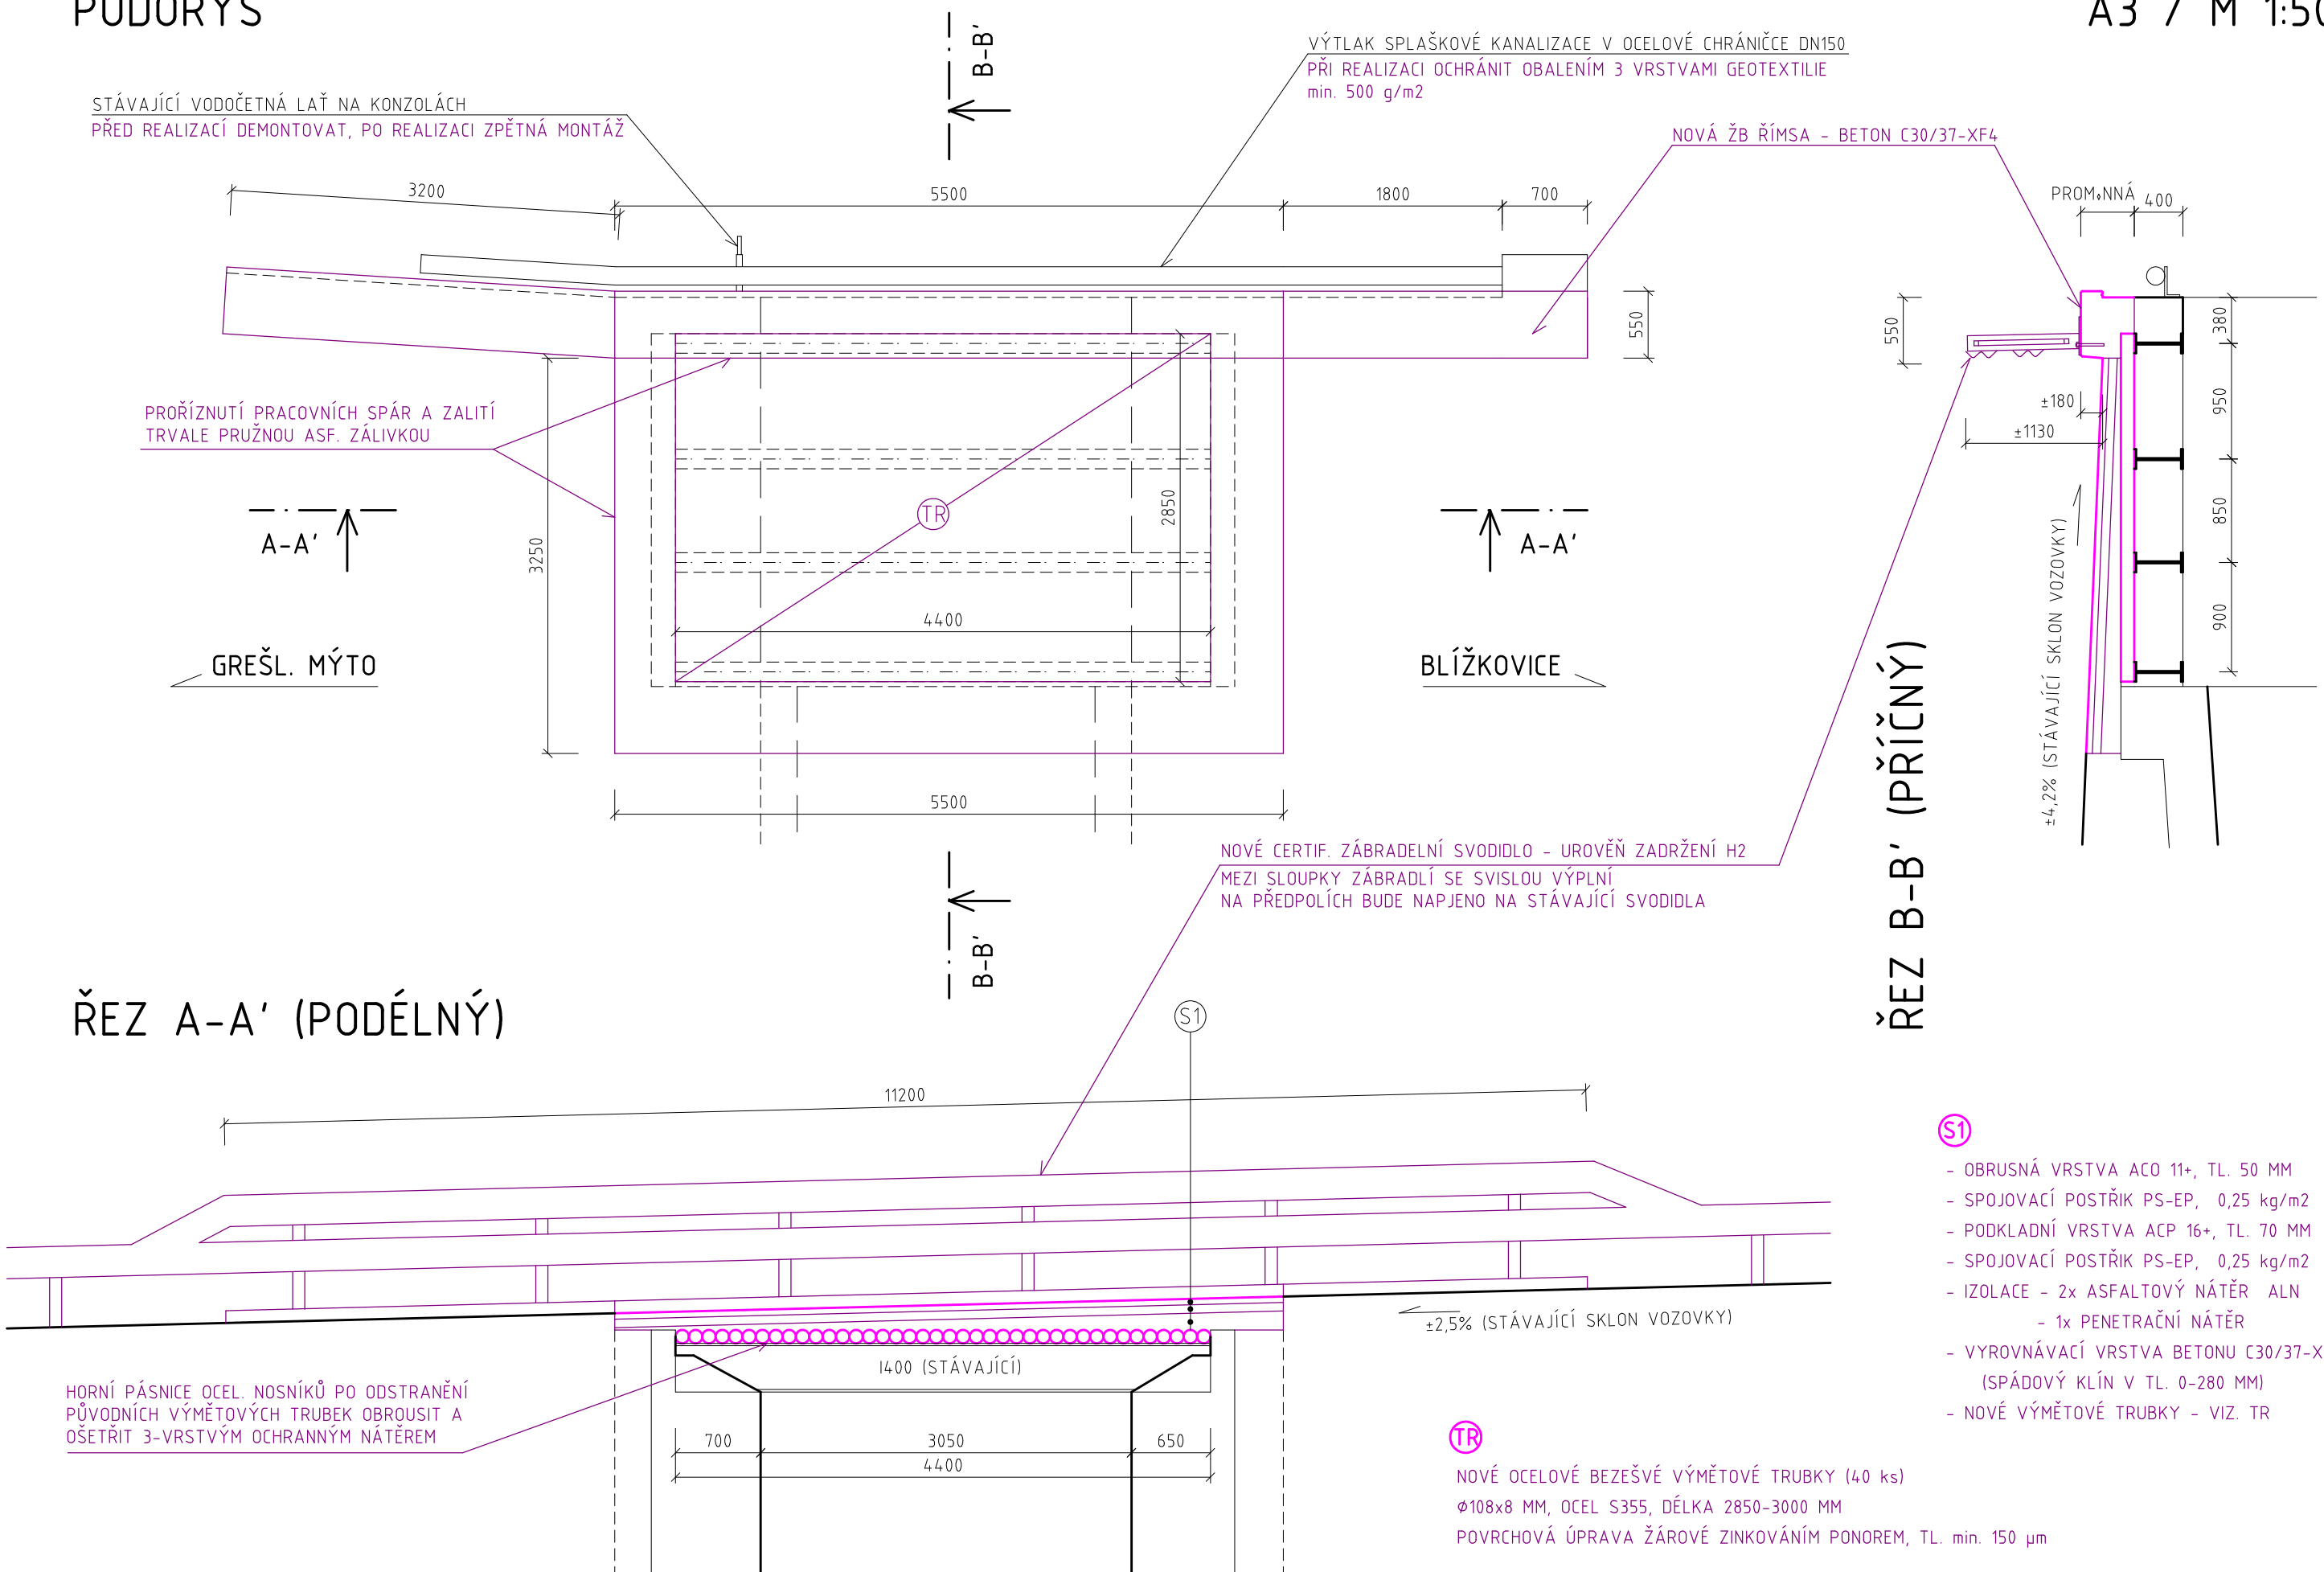 PŮDORYS
A3 / M 1:50
B-B'
VÝTLAK SPLAŠKOVÉ KANALIZACE V OCELOVÉ CHRÁNIČCE DN150
PŘI REALIZACI OCHRÁNIT OBALENÍM 3 VRSTVAMI GEOTEXTILIE
min. 500 g/m2
STÁVAJÍCÍ VODOČETNÁ LAŤ NA KONZOLÁCH
PŘED REALIZACÍ DEMONTOVAT, PO REALIZACI ZPĚTNÁ MONTÁŽ
NOVÁ ŽB ŘÍMSA - BETON C30/37-XF4
3200
5500
1800
700
PROM¤NNÁ
400
550
550
380
950
850
900
±180
±1130
PROŘÍZNUTÍ PRACOVNÍCH SPÁR A ZALITÍ
TRVALE PRUŽNOU ASF. ZÁLIVKOU
TR
2850
3250
4400
A-A'
A-A'
±4,2% (STÁVAJÍCÍ SKLON VOZOVKY)
GREŠL. MÝTO
BLÍŽKOVICE
5500
ŘEZ B-B' (PŘÍČNÝ)
NOVÉ CERTIF. ZÁBRADELNÍ SVODIDLO - UROVĚŇ ZADRŽENÍ H2
MEZI SLOUPKY ZÁBRADLÍ SE SVISLOU VÝPLNÍ
NA PŘEDPOLÍCH BUDE NAPJENO NA STÁVAJÍCÍ SVODIDLA
B-B'
ŘEZ A-A' (PODÉLNÝ)
S1
11200
±2,5% (STÁVAJÍCÍ SKLON VOZOVKY)
I400 (STÁVAJÍCÍ)
HORNÍ PÁSNICE OCEL. NOSNÍKŮ PO ODSTRANĚNÍ
PŮVODNÍCH VÝMĚTOVÝCH TRUBEK OBROUSIT A
OŠETŘIT 3-VRSTVÝM OCHRANNÝM NÁTĚREM
700
3050
650
4400
S1
- OBRUSNÁ VRSTVA ACO 11+, TL. 50 MM
- SPOJOVACÍ POSTŘIK PS-EP, 0,25 kg/m2
- PODKLADNÍ VRSTVA ACP 16+, TL. 70 MM
- SPOJOVACÍ POSTŘIK PS-EP, 0,25 kg/m2
- IZOLACE - 2x ASFALTOVÝ NÁTĚR ALN
- 1x PENETRAČNÍ NÁTĚR
- VYROVNÁVACÍ VRSTVA BETONU C30/37-X
(SPÁDOVÝ KLÍN V TL. 0-280 MM)
- NOVÉ VÝMĚTOVÉ TRUBKY - VIZ. TR
TR
NOVÉ OCELOVÉ BEZEŠVÉ VÝMĚTOVÉ TRUBKY (40 ks)
Ø108x8 MM, OCEL S355, DÉLKA 2850-3000 MM
POVRCHOVÁ ÚPRAVA ŽÁROVÉ ZINKOVÁNÍM PONOREM, TL. min. 150 µm